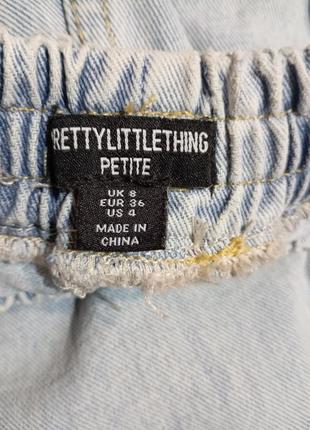 RETTYLITTLETHING
PETITE
UK 8
EUR 36
US 4
MADE IN
CHINA